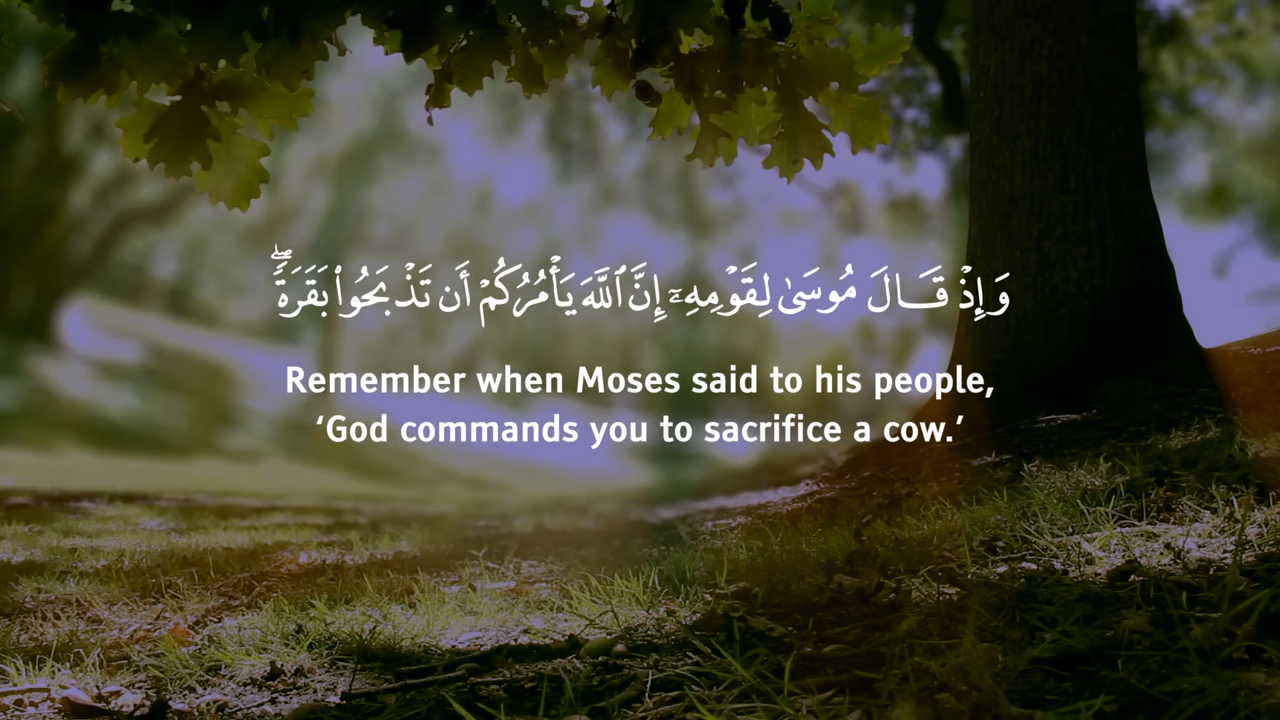 وَإِذْ قَالَ مُوسَىٰ لِقَوْمِهِۦٓ إِنَّ ٱللَّهَ يَأْمُرُكُمْ أَن تَذْبَحُوا۟ بَقَرَةًۖ
Remember when Moses said to his people,
‘God commands you to sacrifice a cow.’